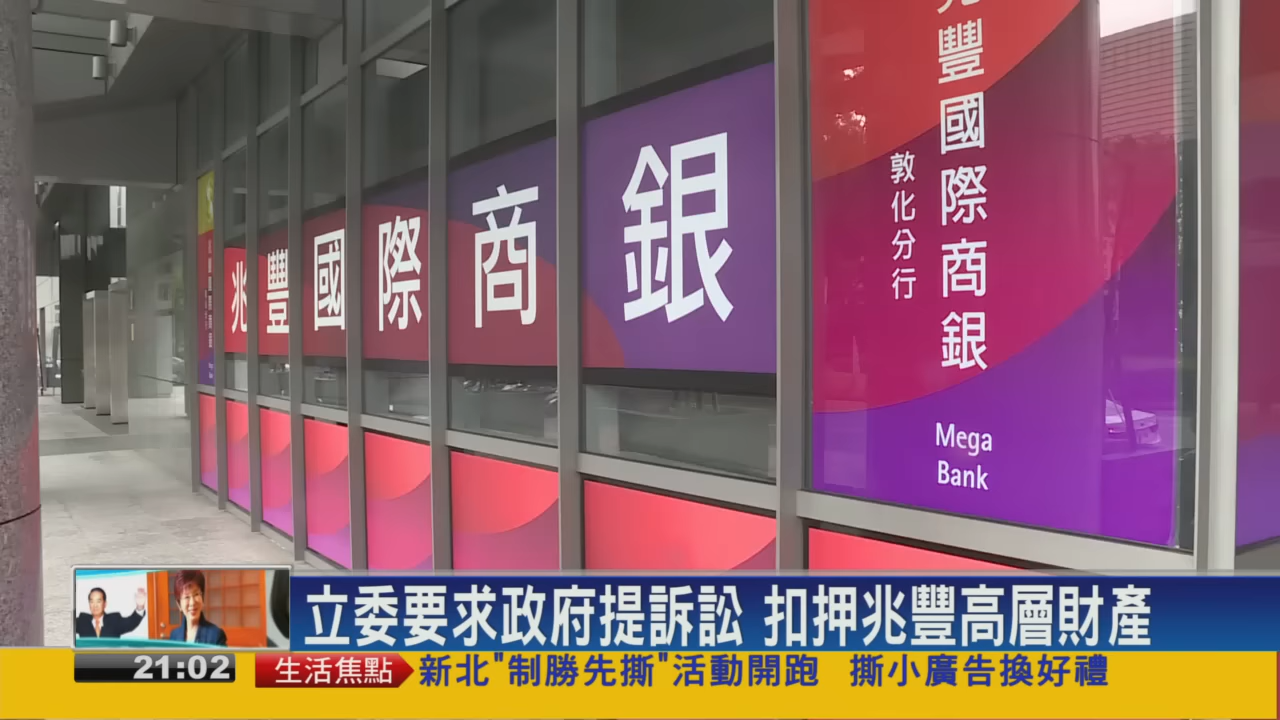 兆豐國際商銀
兆豐國際商銀
敦化分行
Mega
Bank
立委要求政府提訴訟 扣押兆豐高層財產
21:02
生活焦點
新北"制勝先撕"活動開跑 撕小廣告換好禮